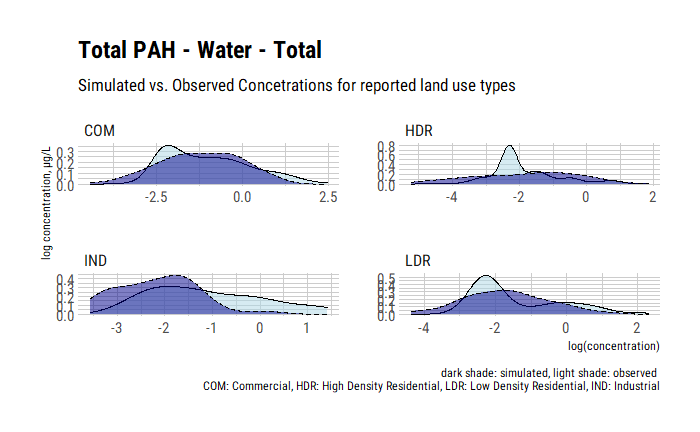 Total PAH - Water - Total
Simulated vs. Observed Concetrations for reported land use types
log concentration, µg/L
COM
0.3
0.2
0.1
0.0
-2.5 0.0 2.5
HDR
0.8
0.6
0.4
0.2
0.0
-4 -2 0 2
IND
0.4
0.3
0.2
0.1
0.0
-3 -2 -1 0 1
LDR
0.5
0.4
0.3
0.2
0.1
0.0
-4 -2 0 2
log(concentration)
dark shade: simulated, light shade: observed
COM: Commercial, HDR: High Density Residential, LDR: Low Density Residential, IND: Industrial